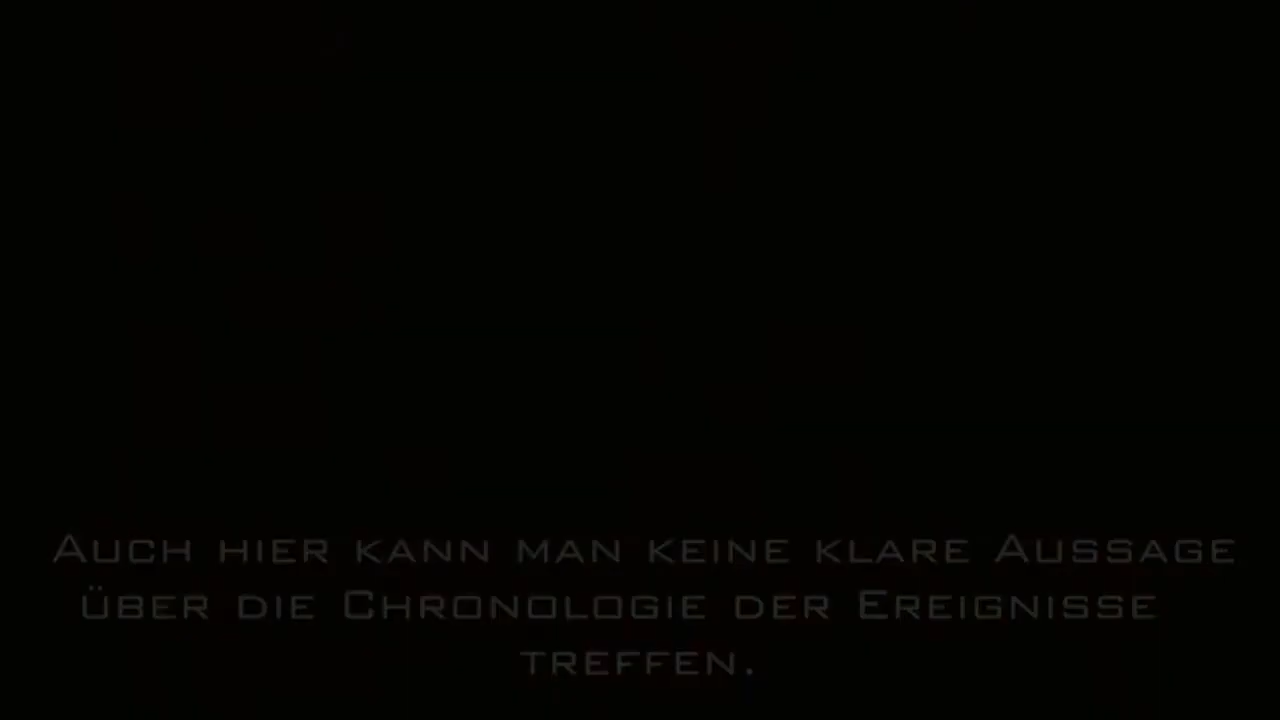 Auch hier kann man keine klare Aussage
über die Chronologie der Ereignisse
treffen.